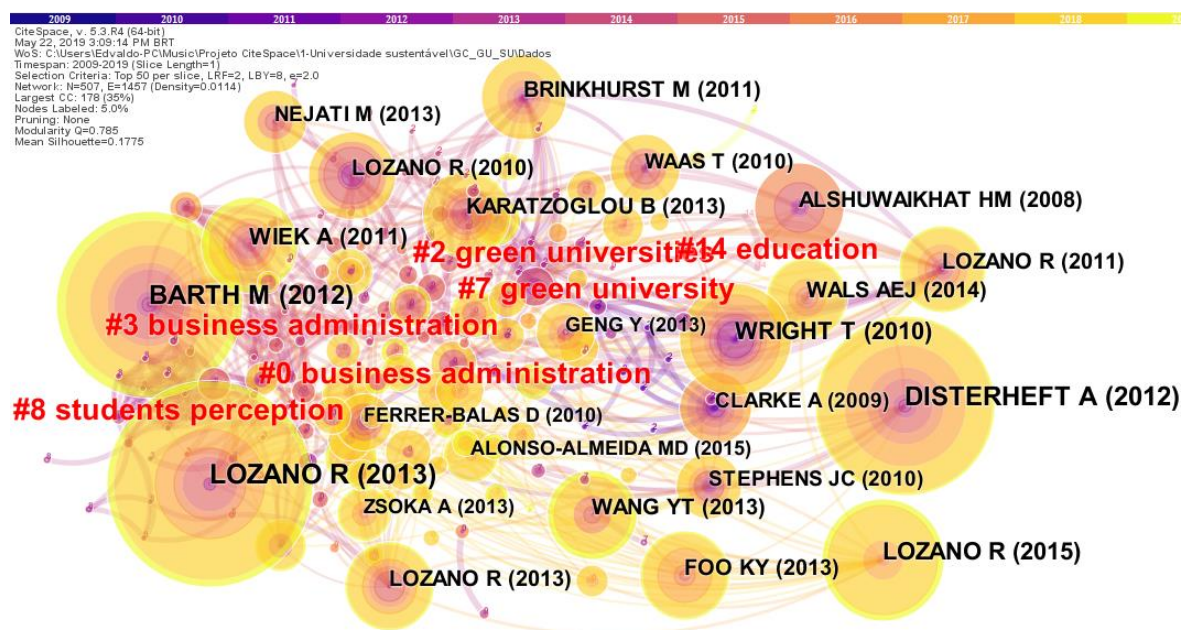 2009 2010 2011 2012 2013 2014 2015 2016 2017 2018
CiteSpace, v. 5.3.R4 (64-bit)
May 22, 2019 3:09:14 PM BRT
WoS: C:\Users\Edvaldo-PC\Music\Projeto CiteSpace\1-Universidade sustentável\GC_GU_SU\Dados
Timespan: 2009-2019 (Slice Length=1)
Selection Criteria: Top 50 per slice, LRF=2, LBY=8, e=2.0
Network: N=507, E=1457 (Density=0.0114)
Largest CC: 178 (35%)
Nodes Labeled: 5.0%
Pruning: None
Modularity Q=0.785
Mean Silhouette=0.1775
BRINKHURST M (2011)
NEJATI M (2013)
LOZANO R (2010)
WAAS T (2010)
KARATZOGLOU B (2013)
ALSHUWAIKHAT HM (2008)
WIEK A (2011)
#2 green universities
#14 education
LOZANO R (2011)
BARTH M (2012)
#7 green university
WALS AEJ (2014)
#3 business administration
GENG Y (2013)
WRIGHT T (2010)
#0 business administration
DISTERHEFT A (2012)
CLARKE A (2009)
#8 students perception
FERRER-BALAS D (2010)
ALONSO-ALMEIDA MD (2015)
LOZANO R (2013)
STEPHENS JC (2010)
ZSOKA A (2013)
WANG YT (2013)
LOZANO R (2015)
FOO KY (2013)
LOZANO R (2013)